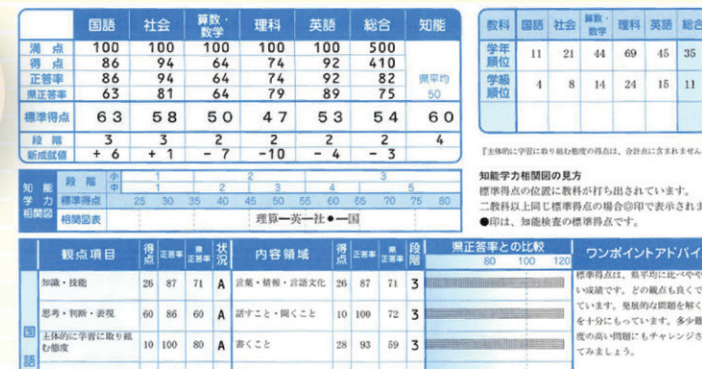 国語 社会 算数・数学 理科 英語 総合 知能
満点 100 100 100 100 100 500
得点 86 94 64 74 92 410
正答率 86 94 64 74 92 82 県平均
県正答率 63 81 64 79 89 75 50
標準得点 63 58 50 47 53 54 60
段階 3 3 2 2 2 2 4
新成就値 +6 +1 -7 -10 -4 -3
教科 国語 社会 算数・数学 理科 英語 総合
学年順位 11 21 44 69 45 35
学級順位 4 8 14 24 15 11
『主体的に学習に取り組む態度の得点は、合計点に含まれません
知能学力相関図の見方
標準得点の位置に教科が打ち出されています。
二教科以上同じ標準得点の場合◎印で表示されま
●印は、知能検査の標準得点です。
知能学力相関図
段階 小 1 2 3
中 1 2 3 4 5
標準得点 25 30 35 40 45 50 55 60 65 70 75 80
相関図表 理算―英―社●―国
観点項目 得点 正答率 県正答率 状況 内容領域 得点 正答率 県正答率 段階 県正答率との比較 ワンポイントアドバイ
80 100 120
国語
知識・技能 26 87 71 A 言葉・情報・言語文化 26 87 71 3
思考・判断・表現 60 86 60 A 話すこと・聞くこと 10 100 72 3
主体的に学習に取り組む態度 10 100 80 A 書くこと 28 93 59 3
標準得点は、県平均に比べやや
い成績です。どの観点も良くで
ています。発展的な問題を解く
を十分にもっています。多少難
度の高い問題にもチャレンジさ
てみましょう。